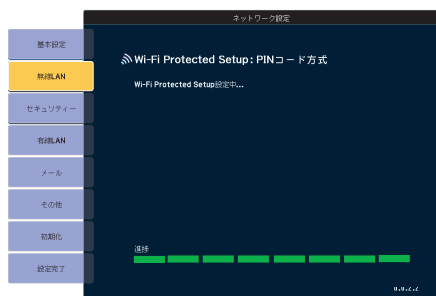 ネットワーク設定
基本設定
無線LAN
セキュリティー
有線LAN
メール
その他
初期化
設定完了
Wi-Fi Protected Setup: PINコード方式
Wi-Fi Protected Setup設定中...
進捗